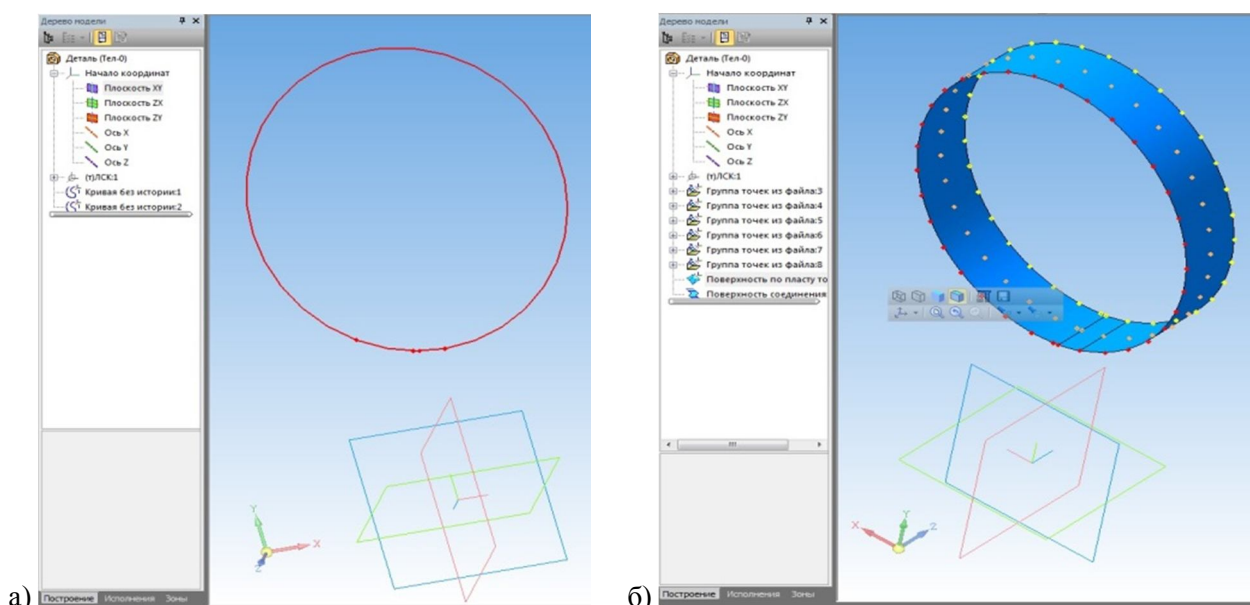 Дерево модели
Деталь (Тел-0)
Начало координат
Плоскость XY
Плоскость ZX
Плоскость ZY
Ось X
Ось Y
Ось Z
(т)ЛСК:1
Кривая без истории:1
Кривая без истории:2
Y
X
Z
а)
Построение Исполнения Зоны
Дерево модели
Деталь (Тел-0)
Начало координат
Плоскость XY
Плоскость ZX
Плоскость ZY
Ось X
Ось Y
Ось Z
(т)ЛСК:1
Группа точек из файла:3
Группа точек из файла:4
Группа точек из файла:5
Группа точек из файла:6
Группа точек из файла:7
Группа точек из файла:8
Поверхность по пласту то
Поверхность соединения
X
Y
Z
б)
Построение Исполнения Зоны